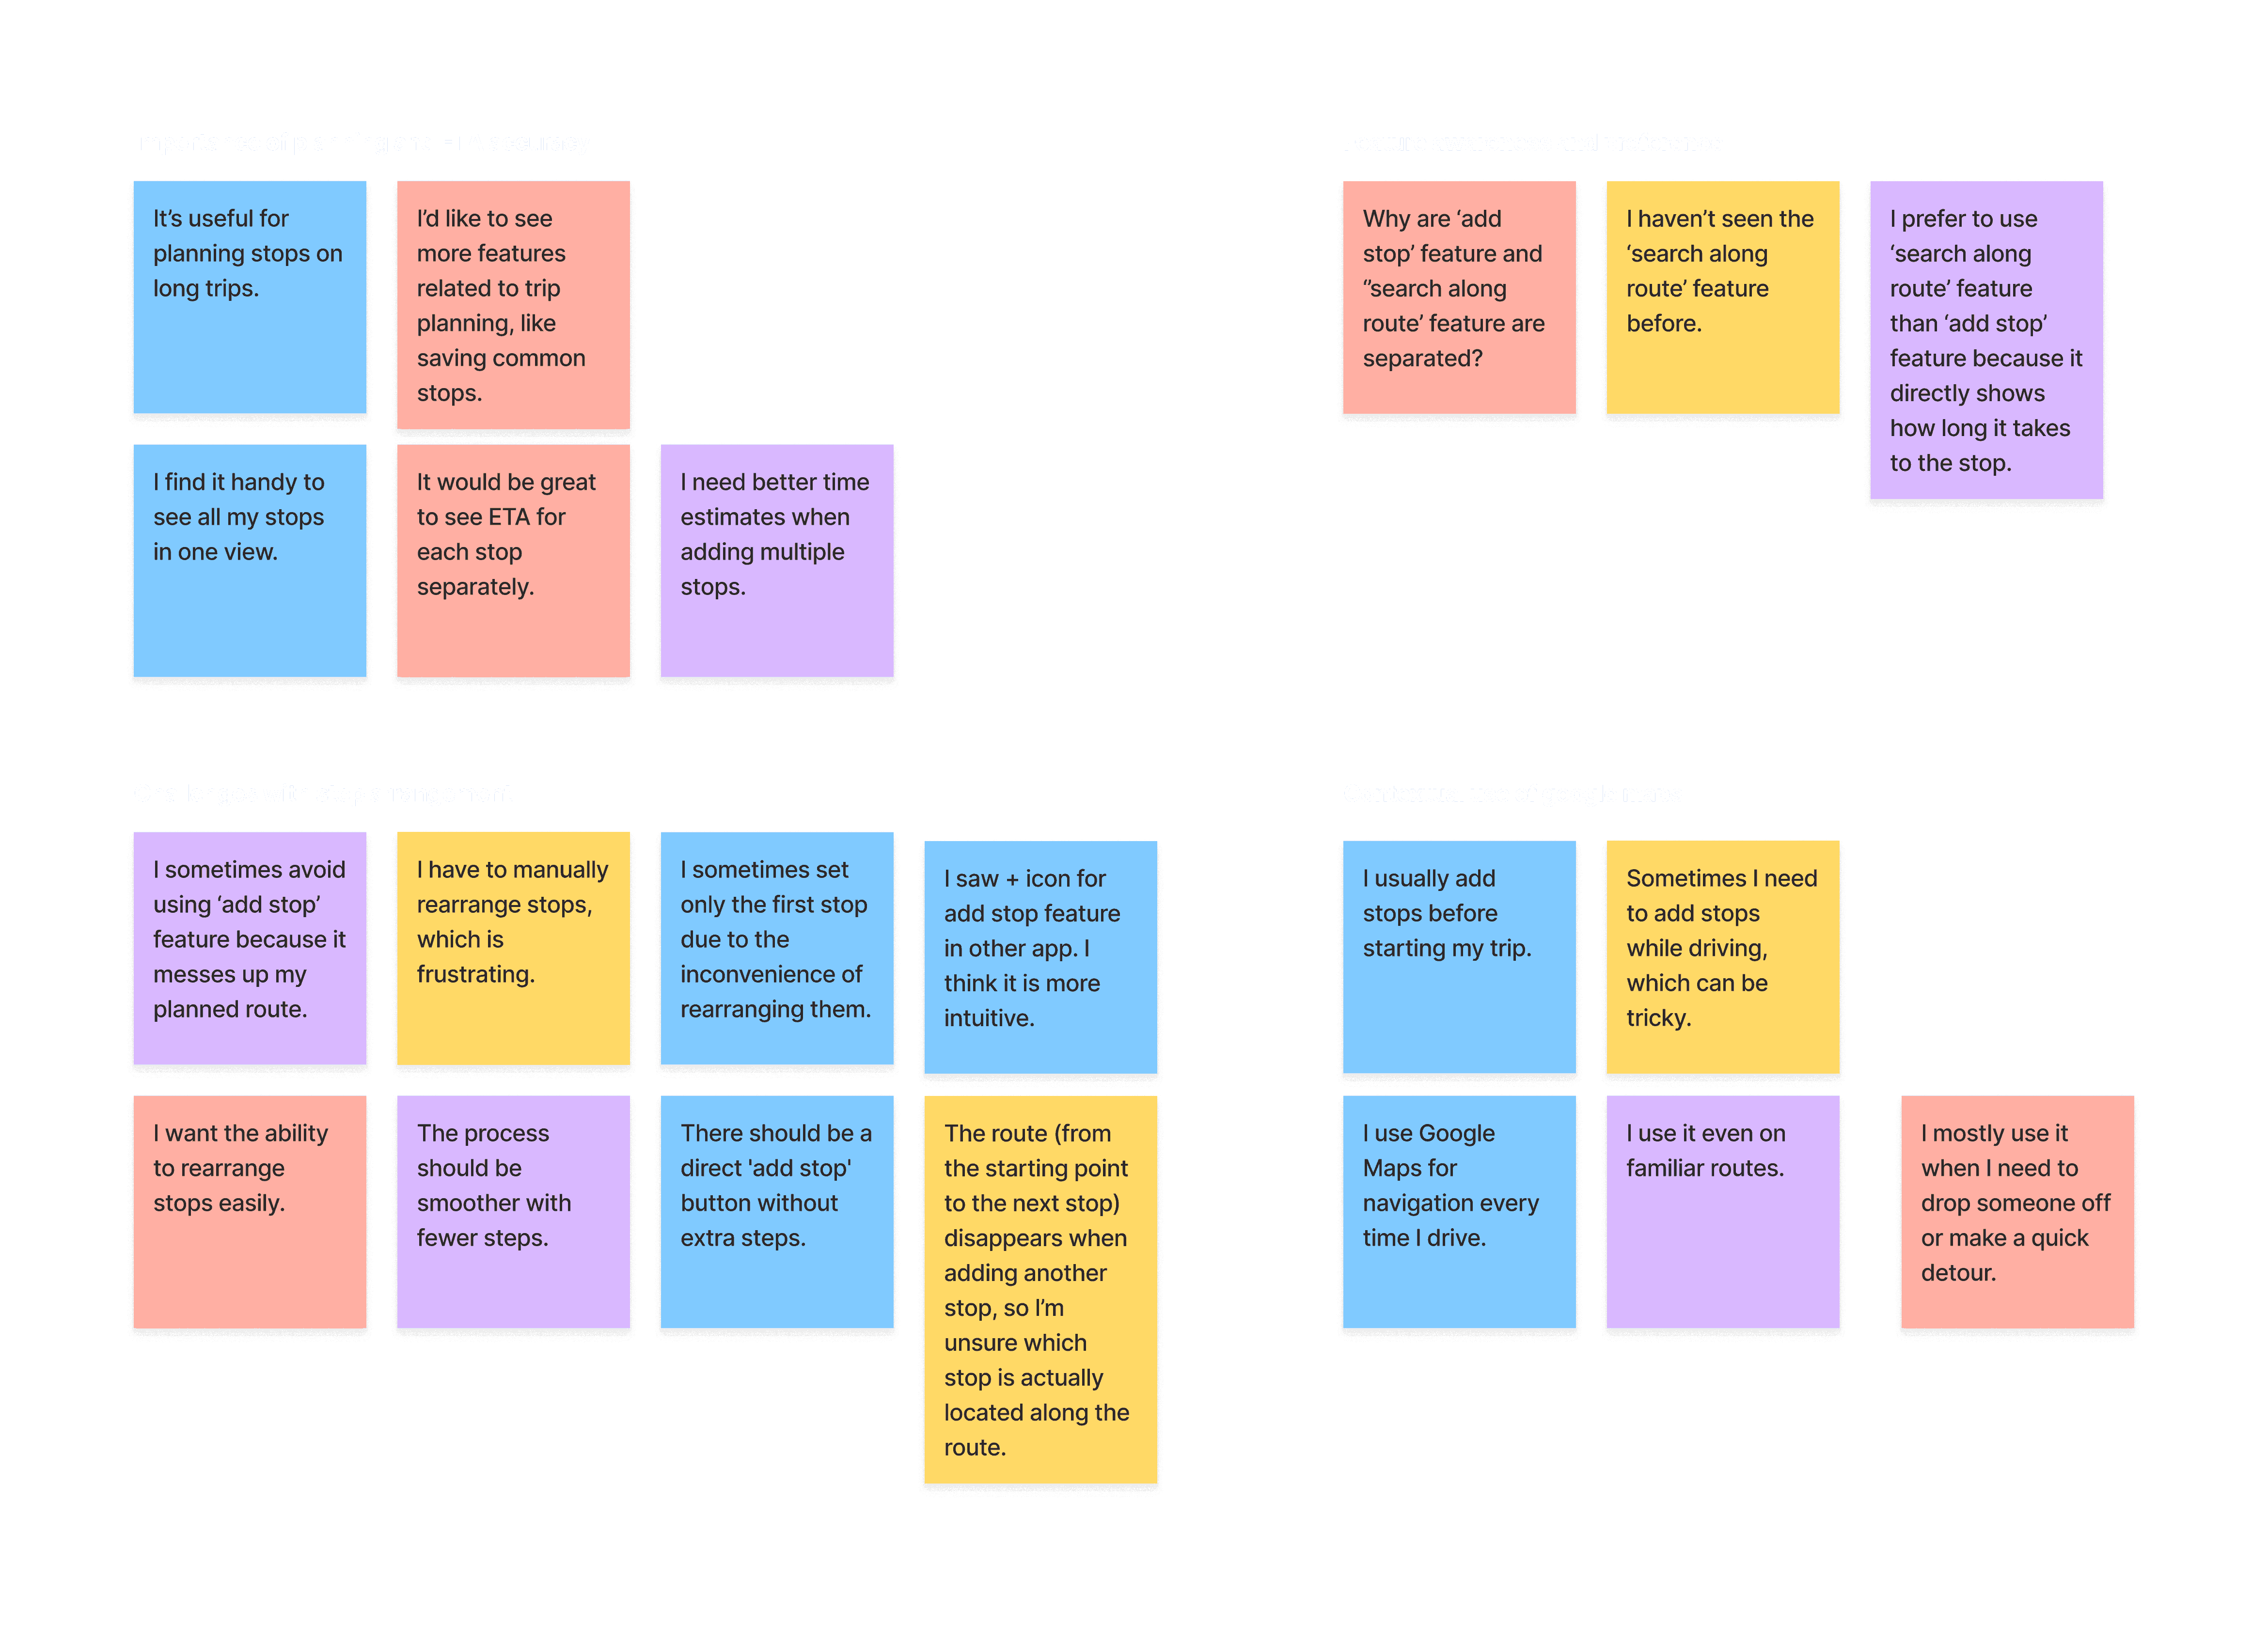 It's useful for
planning stops on
long trips.
I'd like to see
more features
related to trip
planning, like
saving common
stops.
I find it handy to
see all my stops
in one view.
It would be great
to see ETA for
each stop
separately.
I need better time
estimates when
adding multiple
stops.
Why are ‘add
stop’ feature and
‘’search along
route’ feature are
separated?
I haven’t seen the
‘search along
route’ feature
before.
I prefer to use
‘search along
route’ feature
than ‘add stop’
feature because it
directly shows
how long it takes
to the stop.
I sometimes avoid
using ‘add stop’
feature because it
messes up my
planned route.
I have to manually
rearrange stops,
which is
frustrating.
I sometimes set
only the first stop
due to the
inconvenience of
rearranging them.
I saw + icon for
add stop feature
in other app. I
think it is more
intuitive.
I want the ability
to rearrange
stops easily.
The process
should be
smoother with
fewer steps.
There should be a
direct 'add stop'
button without
extra steps.
The route (from
the starting point
to the next stop)
disappears when
adding another
stop, so I’m
unsure which
stop is actually
located along the
route.
I usually add
stops before
starting my trip.
Sometimes I need
to add stops
while driving,
which can be
tricky.
I use Google
Maps for
navigation every
time I drive.
I use it even on
familiar routes.
I mostly use it
when I need to
drop someone off
or make a quick
detour.